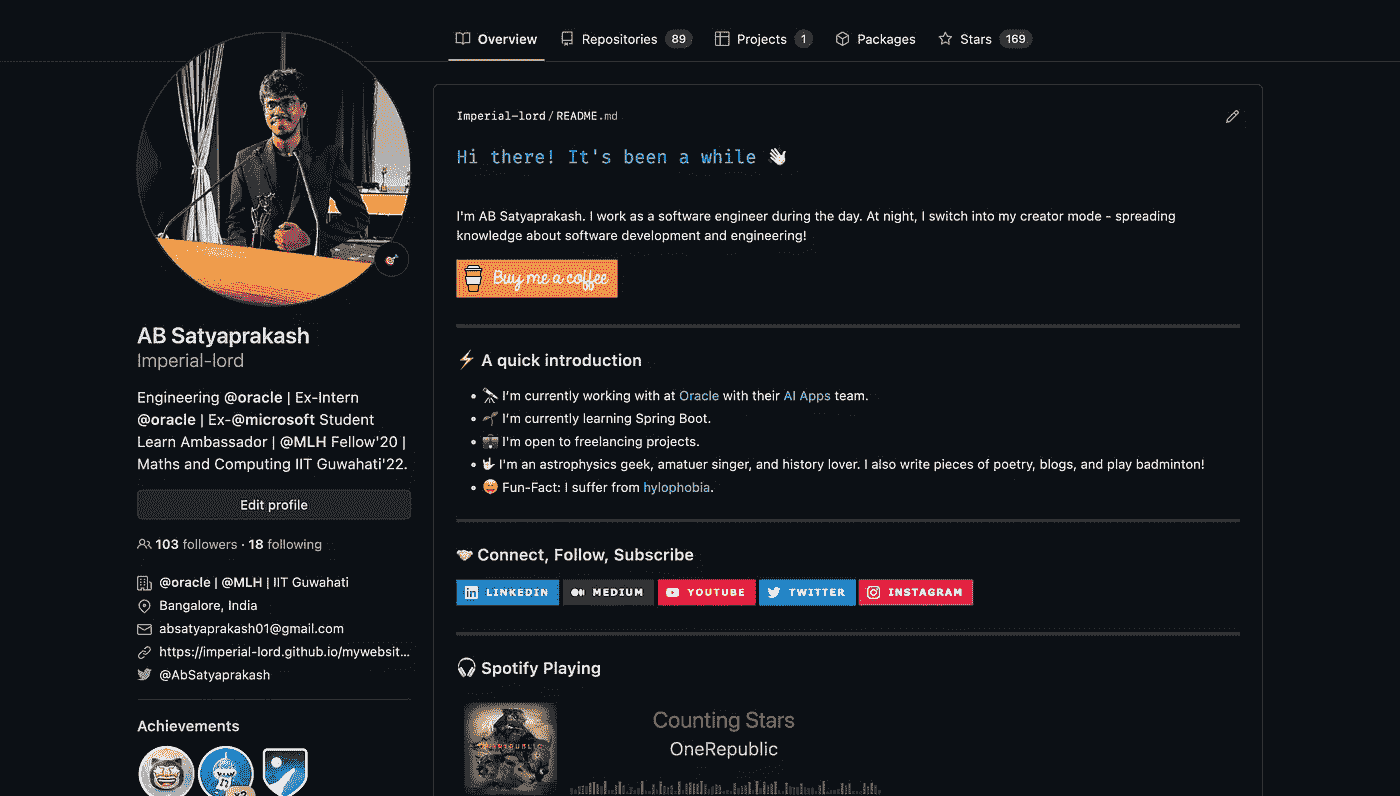 Overview
Repositories 89
Projects 1
Packages
Stars 169
AB Satyaprakash
Imperial-lord
Engineering @oracle | Ex-Intern
@oracle | Ex-@microsoft Student
Learn Ambassador | @MLH Fellow'20 |
Maths and Computing IIT Guwahati'22.
Edit profile
103 followers · 18 following
@oracle | @MLH | IIT Guwahati
Bangalore, India
absatyaprakash01@gmail.com
https://imperial-lord.github.io/mywebsit...
@AbSatyaprakash
Achievements
Imperial-lord/README.md
Hi there! It's been a while
I'm AB Satyaprakash. I work as a software engineer during the day. At night, I switch into my creator mode - spreading
knowledge about software development and engineering!
Buy me a coffee
A quick introduction
I'm currently working with at Oracle with their AI Apps team.
I'm currently learning Spring Boot.
I'm open to freelancing projects.
I'm an astrophysics geek, amatuer singer, and history lover. I also write pieces of poetry, blogs, and play badminton!
Fun-Fact: I suffer from hylophobia.
Connect, Follow, Subscribe
LINKEDIN
MEDIUM
YOUTUBE
TWITTER
INSTAGRAM
Spotify Playing
Counting Stars
OneRepublic